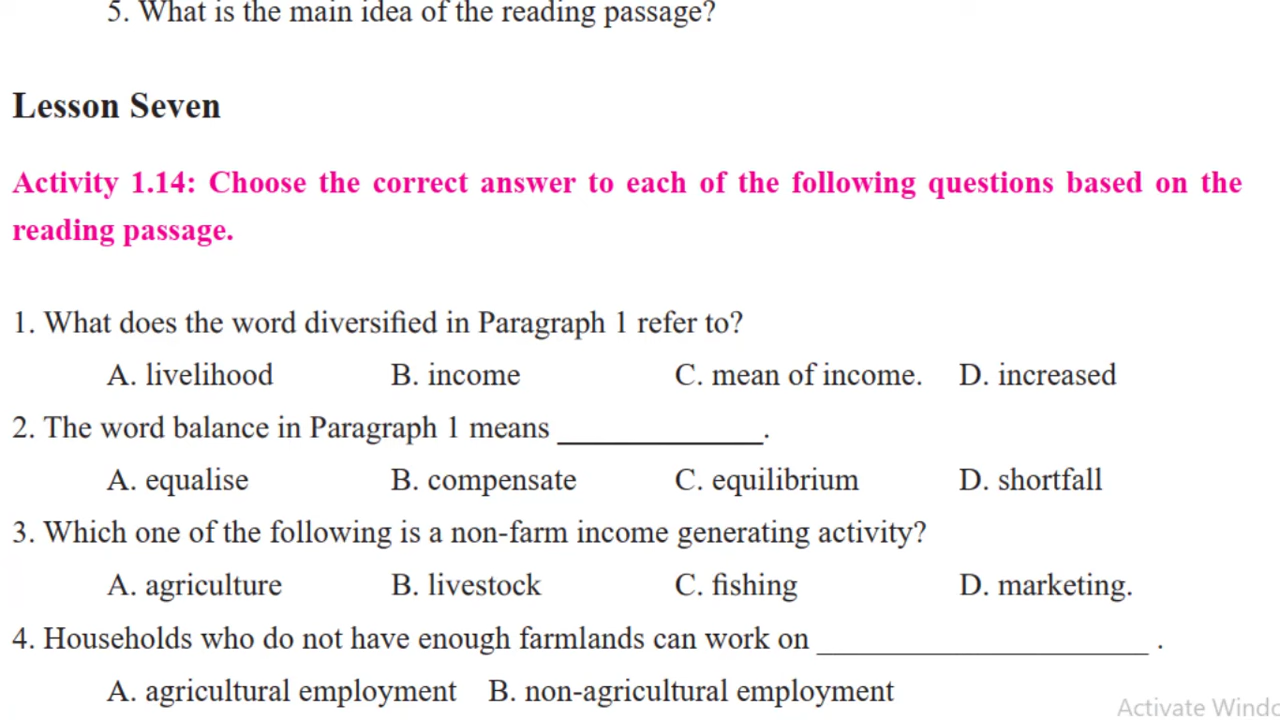 5. What is the main idea of the reading passage?
Lesson Seven
Activity 1.14: Choose the correct answer to each of the following questions based on the
reading passage.
1. What does the word diversified in Paragraph 1 refer to?
A. livelihood B. income C. mean of income. D. increased
2. The word balance in Paragraph 1 means _____________.
A. equalise B. compensate C. equilibrium D. shortfall
3. Which one of the following is a non-farm income generating activity?
A. agriculture B. livestock C. fishing D. marketing.
4. Households who do not have enough farmlands can work on _____________________ .
A. agricultural employment B. non-agricultural employment
Activate Windo